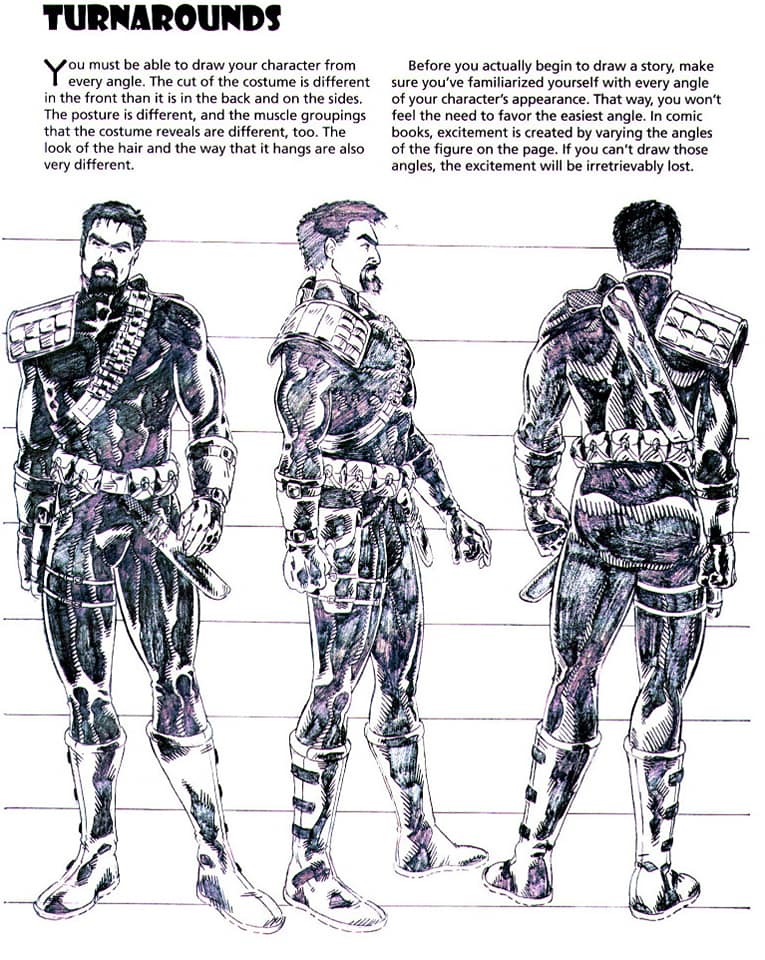 TURNAROUNDS
You must be able to draw your character from
every angle. The cut of the costume is different
in the front than it is in the back and on the sides.
The posture is different, and the muscle groupings
that the costume reveals are different, too. The
look of the hair and the way that it hangs are also
very different.
Before you actually begin to draw a story, make
sure you've familiarized yourself with every angle
of your character's appearance. That way, you won't
feel the need to favor the easiest angle. In comic
books, excitement is created by varying the angles
of the figure on the page. If you can't draw those
angles, the excitement will be irretrievably lost.